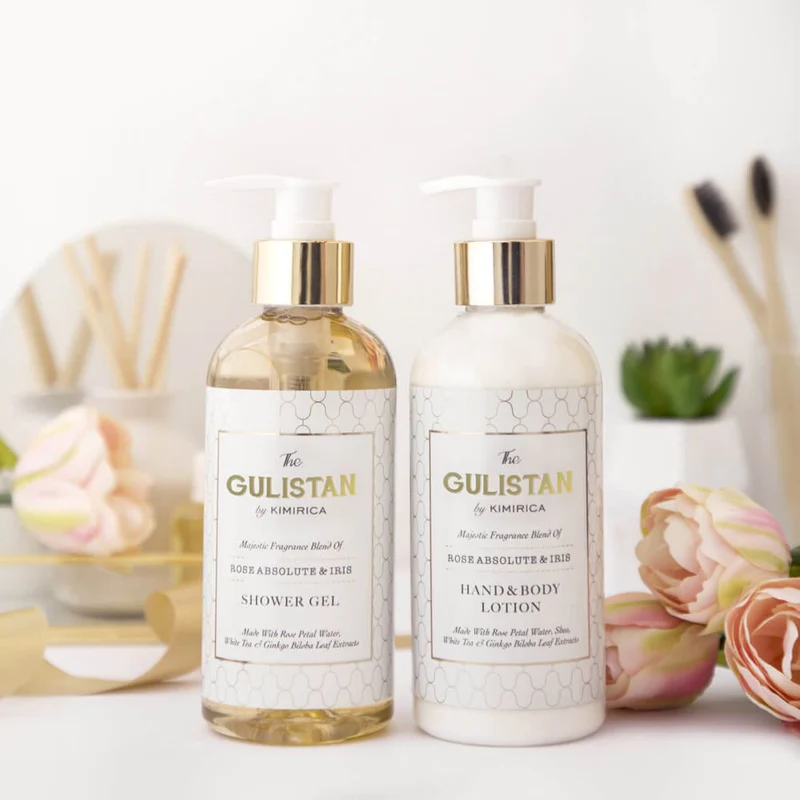 The
GULISTAN
by KIMIRICA
Majestic Fragrance Blend Of
ROSE ABSOLUTE & IRIS
SHOWER GEL
Made With Rose Petal Water,
White Tea & Ginkgo Biloba Leaf Extracts
The
GULISTAN
by KIMIRICA
Majestic Fragrance Blend Of
ROSE ABSOLUTE & IRIS
HAND & BODY
LOTION
Made With Rose Petal Water, Shea,
White Tea & Ginkgo Biloba Leaf Extracts